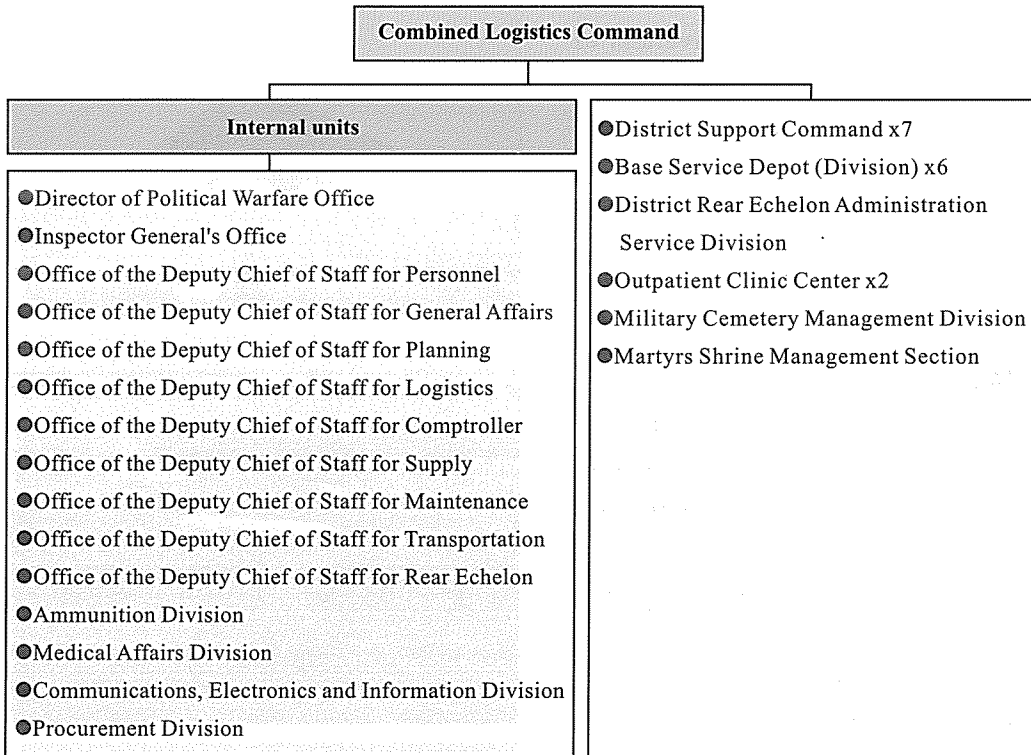 Combined Logistics Command
Internal units
●Director of Political Warfare Office
●Inspector General's Office
●Office of the Deputy Chief of Staff for Personnel
●Office of the Deputy Chief of Staff for General Affairs
●Office of the Deputy Chief of Staff for Planning
●Office of the Deputy Chief of Staff for Logistics
●Office of the Deputy Chief of Staff for Comptroller
●Office of the Deputy Chief of Staff for Supply
●Office of the Deputy Chief of Staff for Maintenance
●Office of the Deputy Chief of Staff for Transportation
●Office of the Deputy Chief of Staff for Rear Echelon
●Ammunition Division
●Medical Affairs Division
●Communications, Electronics and Information Division
●Procurement Division
●District Support Command x7
●Base Service Depot (Division) x6
●District Rear Echelon Administration
Service Division
●Outpatient Clinic Center x2
●Military Cemetery Management Division
●Martyrs Shrine Management Section